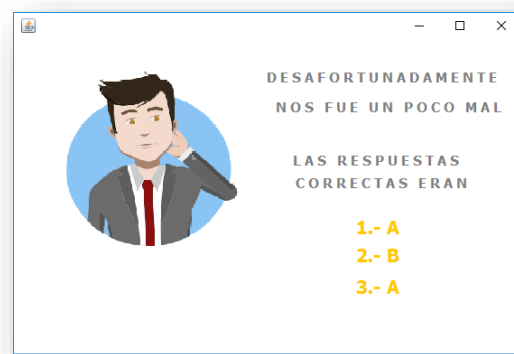 DESAFORTUNADAMENTE
NOS FUE UN POCO MAL
LAS RESPUESTAS
CORRECTAS ERAN
1.- A
2.- B
3.- A